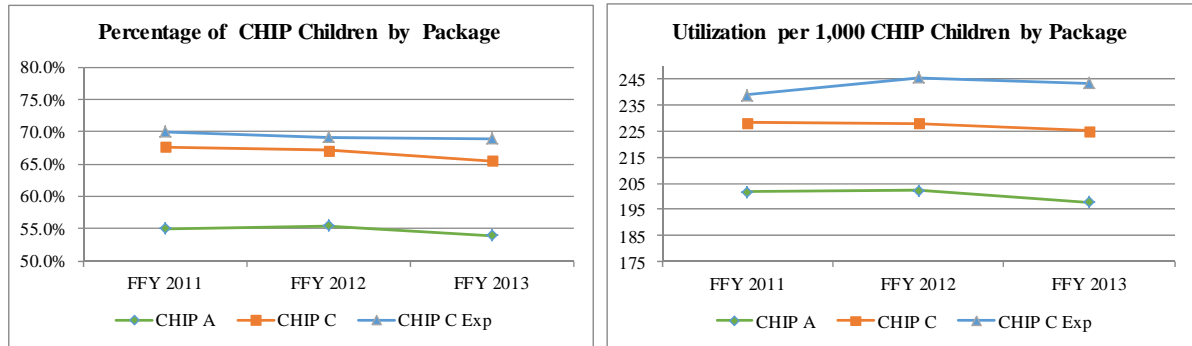 Percentage of CHIP Children by Package
80.0%
75.0%
70.0%
65.0%
60.0%
55.0%
50.0%
FFY 2011 FFY 2012 FFY 2013
CHIP A CHIP C CHIP C Exp
Utilization per 1,000 CHIP Children by Package
245
235
225
215
205
195
185
175
FFY 2011 FFY 2012 FFY 2013
CHIP A CHIP C CHIP C Exp